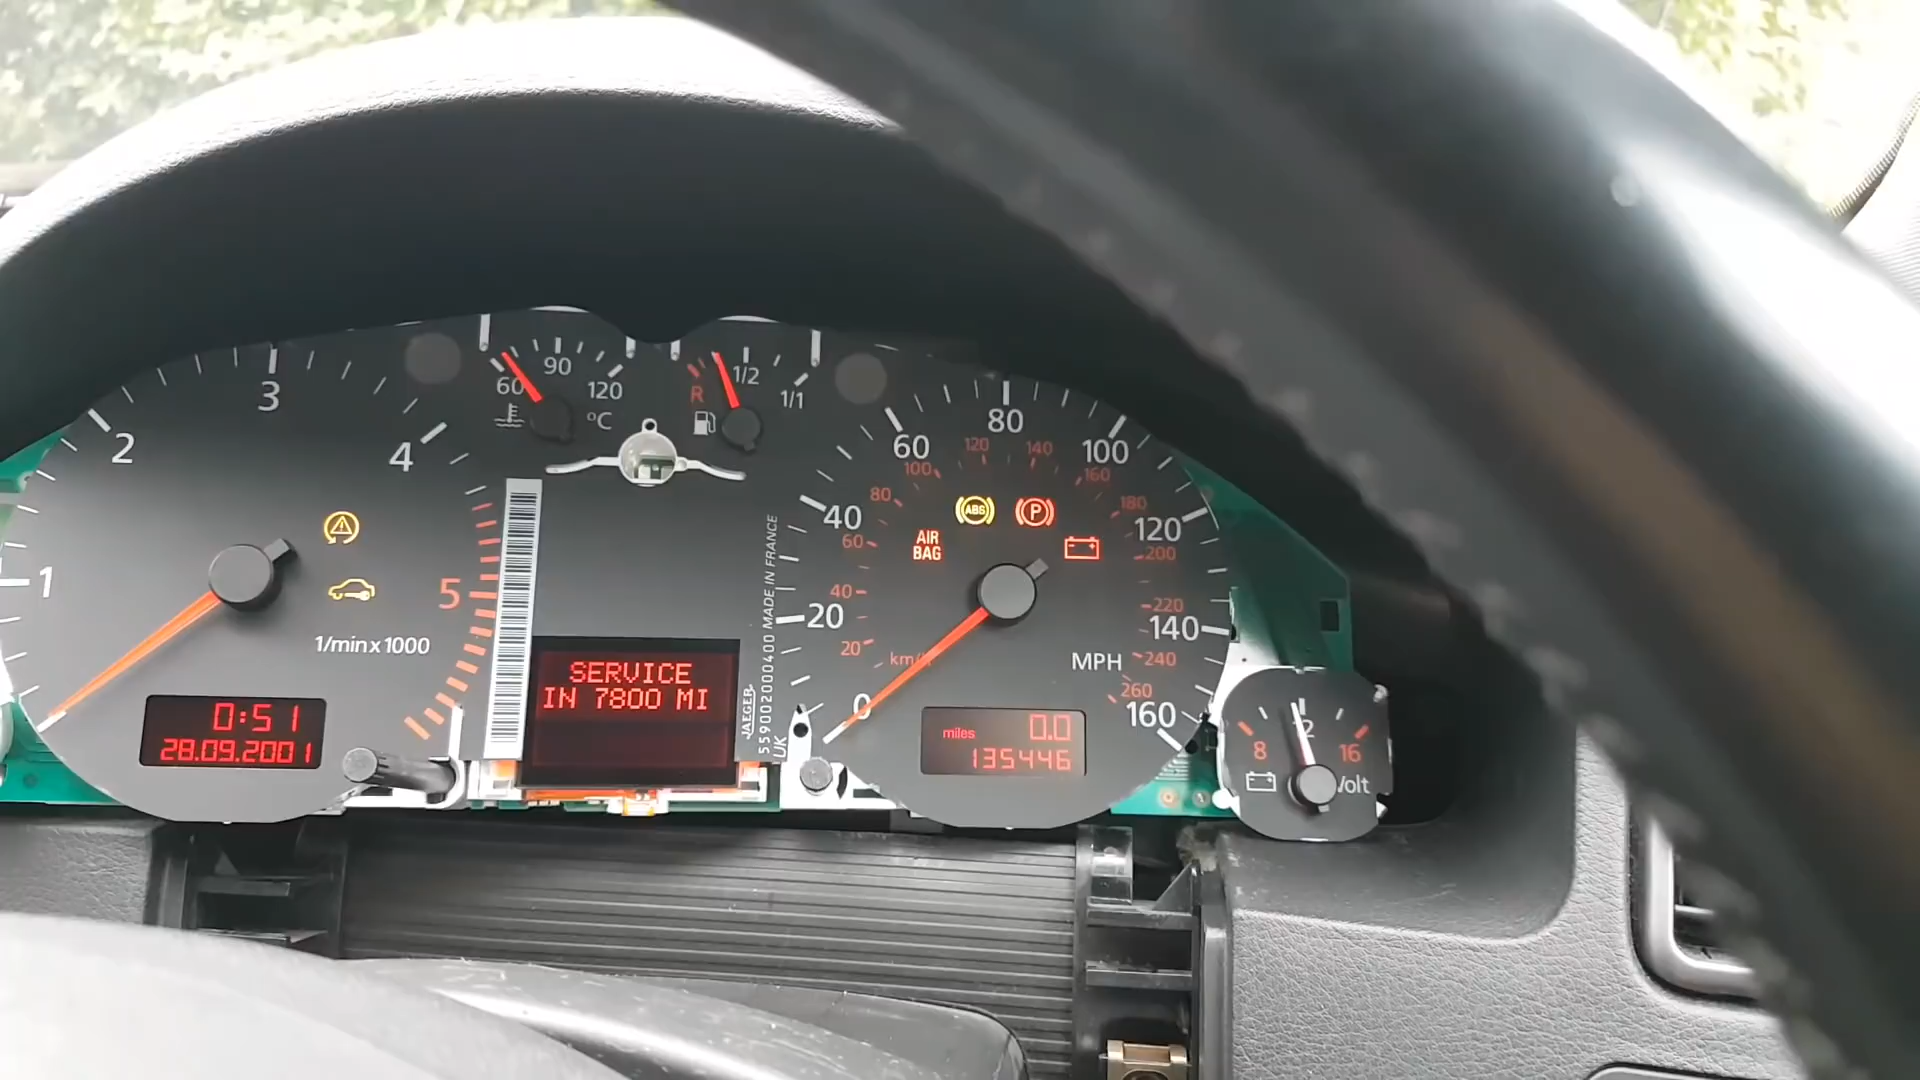 1
2
3
4
5
1/min x 1000
0:51
28.09.2001
60
90
120
°C
R
1/2
1/1
SERVICE
IN 7800 MI
JAEGER
5590020004 00 MADE IN FRANCE
UK
0
20
40
60
80
100
120
140
160
20
40
60
80
100
120
140
160
180
200
220
240
260
km/h
MPH
AIR
BAG
ABS
P
miles 0.0
135446
8
16
Volt